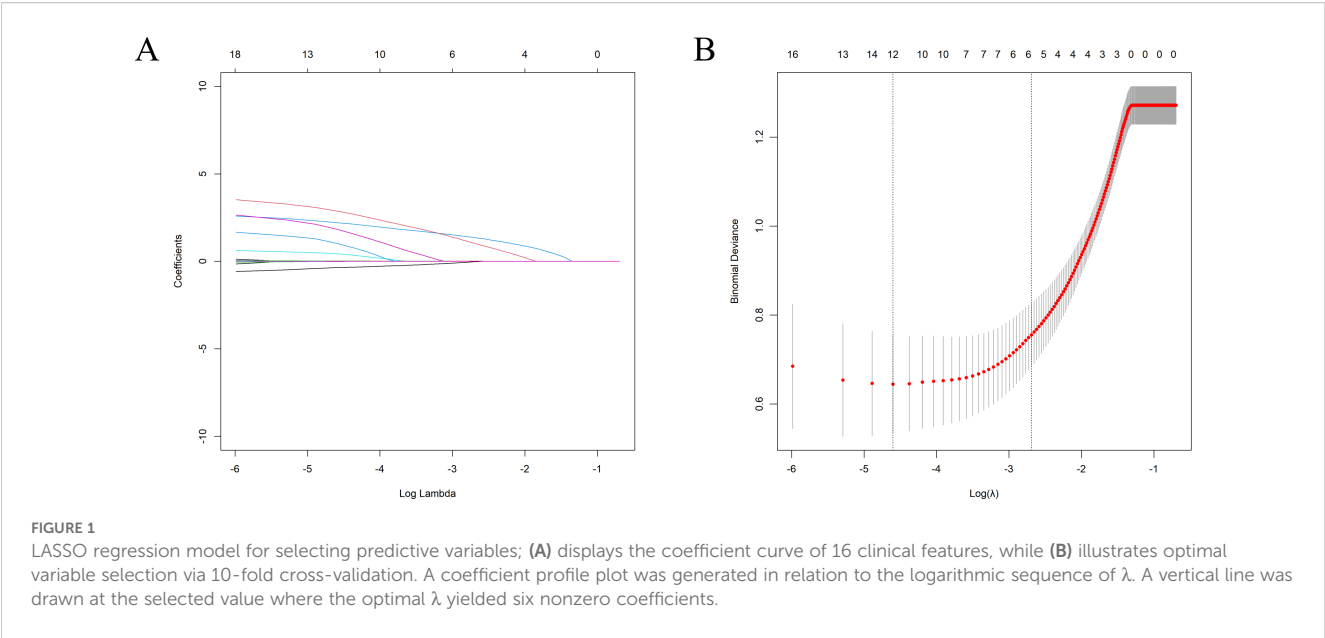 A
B
18 13 10 6 4 0
16 13 14 12 10 10 7 7 7 6 6 5 4 4 4 3 3 0 0 0 0
10
5
0
-5
-10
Coefficients
-6 -5 -4 -3 -2 -1
Log Lambda
1.2
1.0
0.8
0.6
Binomial Deviance
-6 -5 -4 -3 -2 -1
Log(λ)
FIGURE 1
LASSO regression model for selecting predictive variables; (A) displays the coefficient curve of 16 clinical features, while (B) illustrates optimal
variable selection via 10-fold cross-validation. A coefficient profile plot was generated in relation to the logarithmic sequence of λ. A vertical line was
drawn at the selected value where the optimal λ yielded six nonzero coefficients.